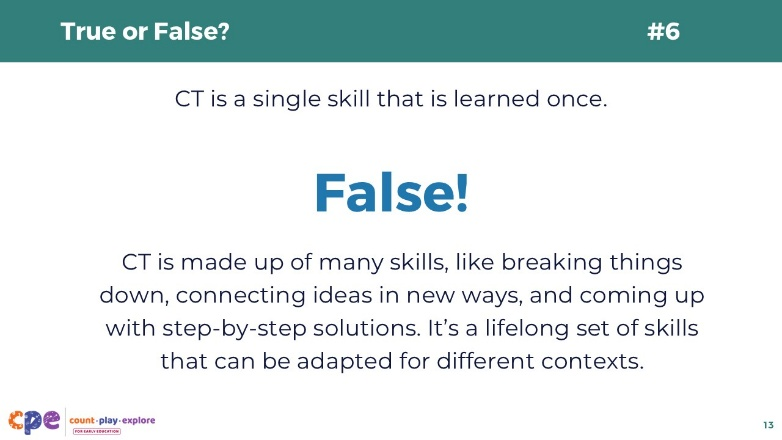 True or False?
#6
CT is a single skill that is learned once.
False!
CT is made up of many skills, like breaking things
down, connecting ideas in new ways, and coming up
with step-by-step solutions. It’s a lifelong set of skills
that can be adapted for different contexts.
cpe
count·play·explore
FOR EARLY EDUCATION
13